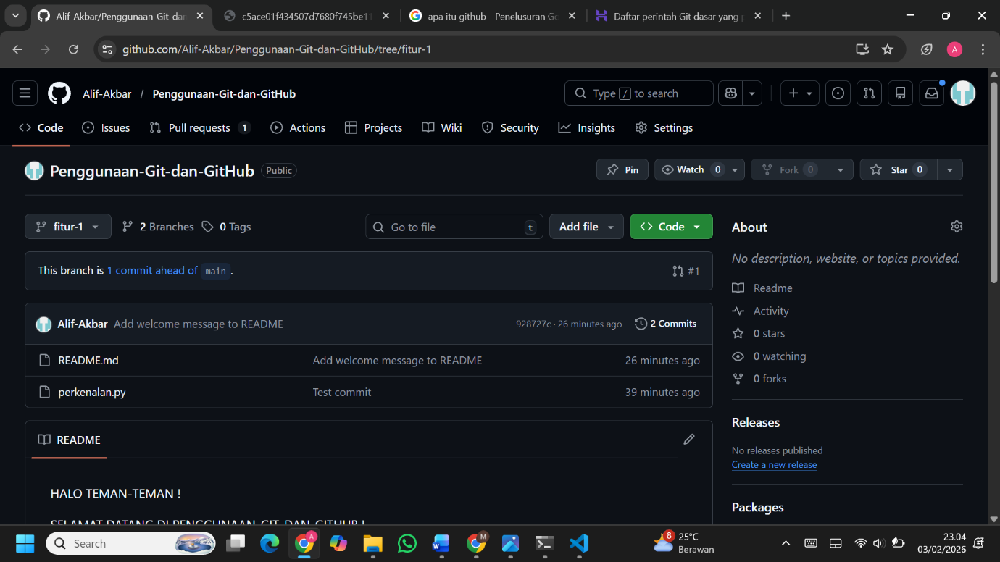 Alif-Akbar/Penggunaan-Git-dan
c5ace01f434507d7680f745be11
apa itu github - Penelusuran Go
Daftar perintah Git dasar yang p
github.com/Alif-Akbar/Penggunaan-Git-dan-GitHub/tree/fitur-1
A
Alif-Akbar / Penggunaan-Git-dan-GitHub
Type / to search
Code
Issues
Pull requests 1
Actions
Projects
Wiki
Security
Insights
Settings
Penggunaan-Git-dan-GitHub Public
Pin
Watch 0
Fork 0
Star 0
fitur-1
2 Branches
0 Tags
Go to file t
Add file
<> Code
About
No description, website, or topics provided.
This branch is 1 commit ahead of main .
#1
Readme
Activity
0 stars
0 watching
0 forks
Alif-Akbar Add welcome message to README
928727c · 26 minutes ago
2 Commits
README.md Add welcome message to README 26 minutes ago
perkenalan.py Test commit 39 minutes ago
Releases
No releases published
Create a new release
README
HALO TEMAN-TEMAN !
SELAMAT DATANG DI PENGGUNAAN-GIT-DAN-GITHUB !
Packages
Search
A
M
8
25°C
Berawan
23.04
03/02/2026